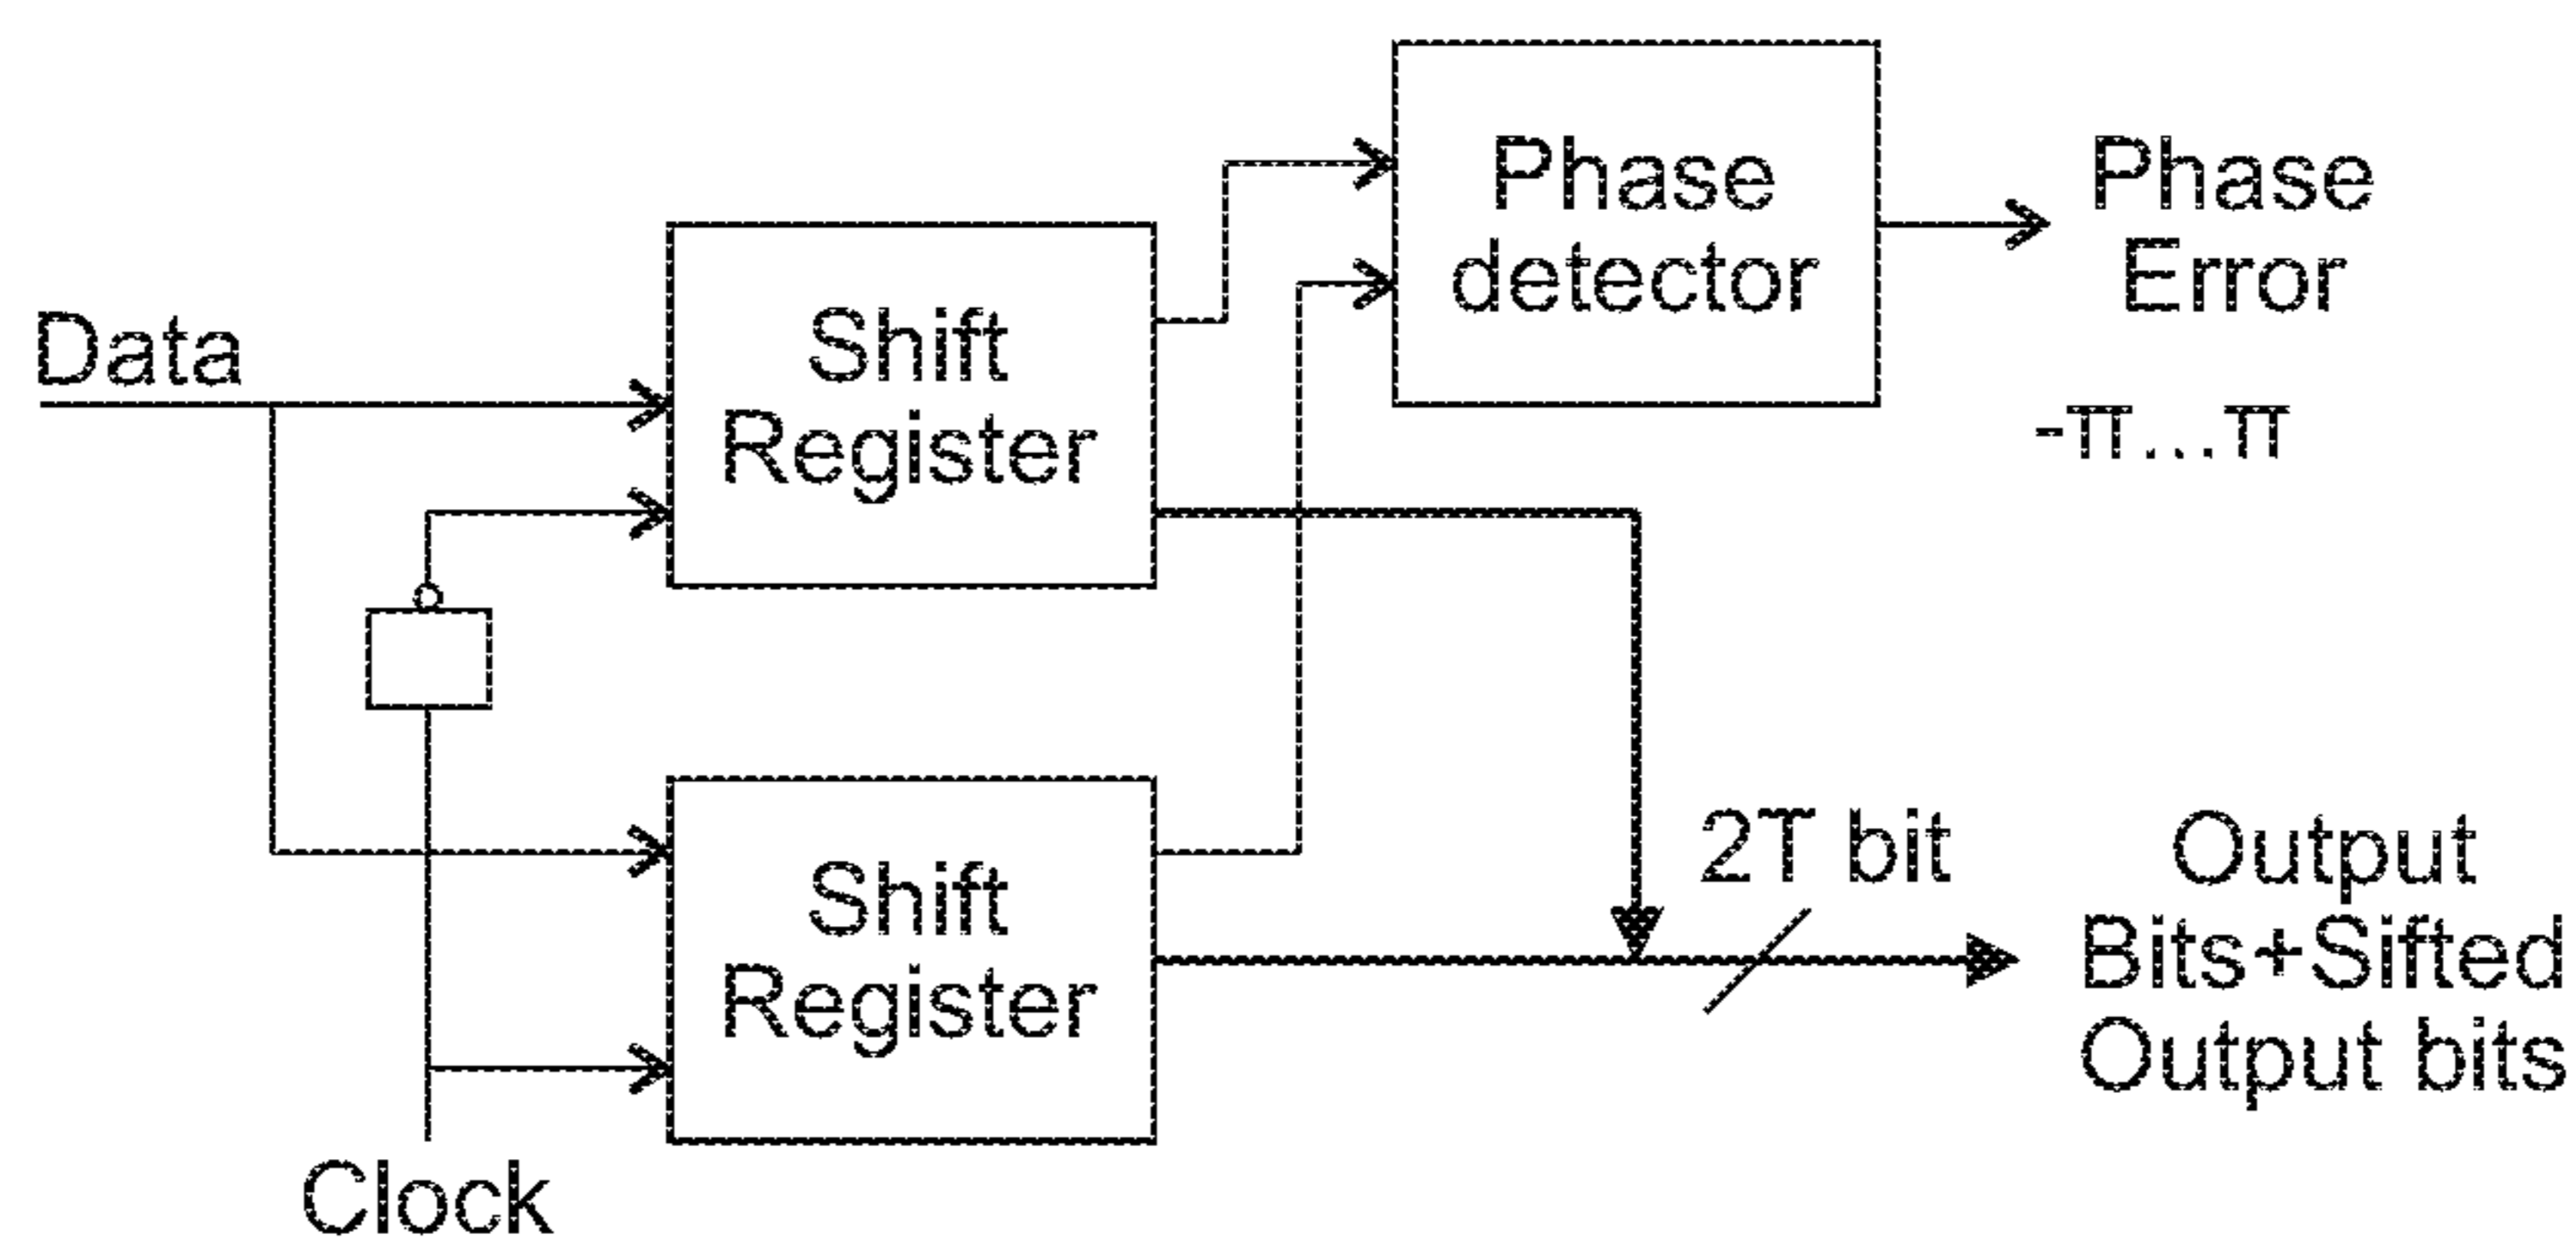 Data
Clock
Shift
Register
Shift
Register
Phase
detector
Phase
Error
-π...π
2T bit
Output
Bits+Sifted
Output bits